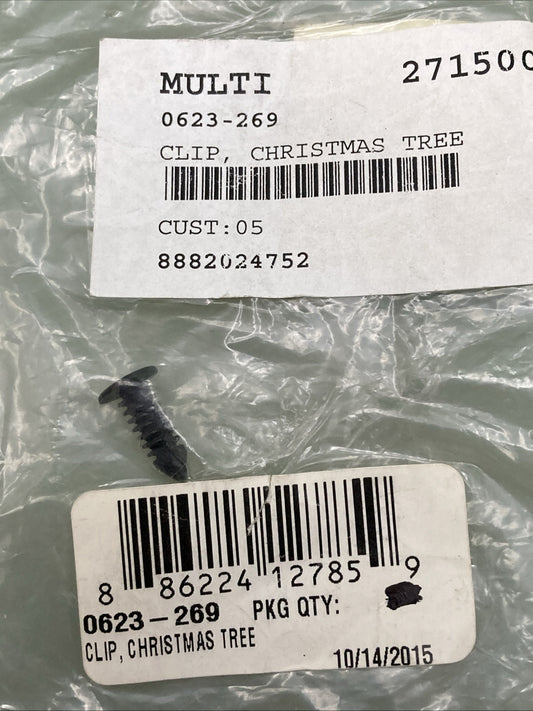 MULTI 271500
0623-269
CLIP, CHRISTMAS TREE
CUST:05
8882024752
8 86224 12785 9
0623-269 PKG QTY:
CLIP, CHRISTMAS TREE
10/14/2015